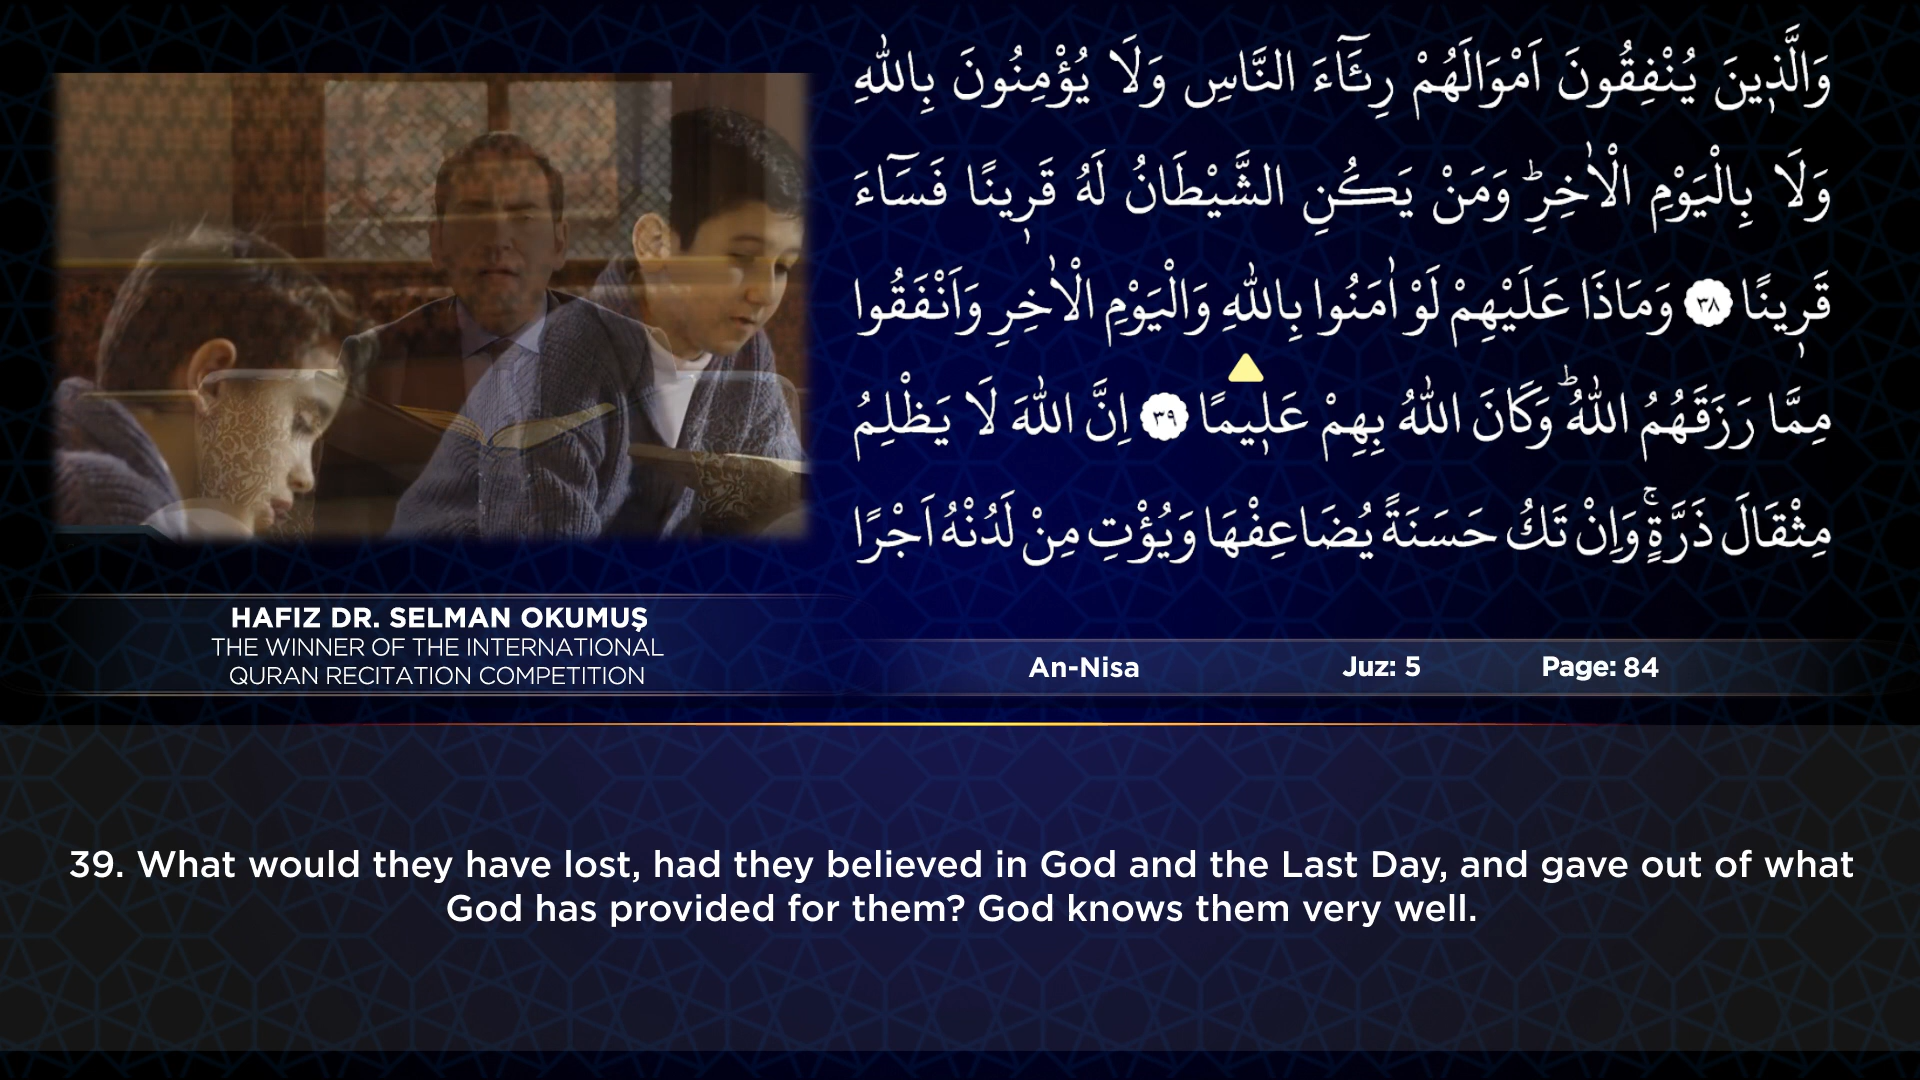 وَالَّذ۪ينَ يُنْفِقُونَ اَمْوَالَهُمْ رِئَٓاءَ النَّاسِ وَلَا يُؤْمِنُونَ بِاللّٰهِ
وَلَا بِالْيَوْمِ الْاٰخِرِؕ وَمَنْ يَكُنِ الشَّيْطَانُ لَهُ قَر۪ينًا فَسَٓاءَ
قَر۪ينًا ﴿٣٨﴾ وَمَاذَا عَلَيْهِمْ لَوْ اٰمَنُوا بِاللّٰهِ وَالْيَوْمِ الْاٰخِرِ وَاَنْفَقُوا
مِمَّا رَزَقَهُمُ اللّٰهُؕ وَكَانَ اللّٰهُ بِهِمْ عَل۪يمًا ﴿٣٩﴾ اِنَّ اللّٰهَ لَا يَظْلِمُ
مِثْقَالَ ذَرَّةٍۚ وَاِنْ تَكُ حَسَنَةً يُضَاعِفْهَا وَيُؤْتِ مِنْ لَدُنْهُ اَجْرًا
HAFIZ DR. SELMAN OKUMUŞ
THE WINNER OF THE INTERNATIONAL
QURAN RECITATION COMPETITION
An-Nisa Juz: 5 Page: 84
39. What would they have lost, had they believed in God and the Last Day, and gave out of what
God has provided for them? God knows them very well.